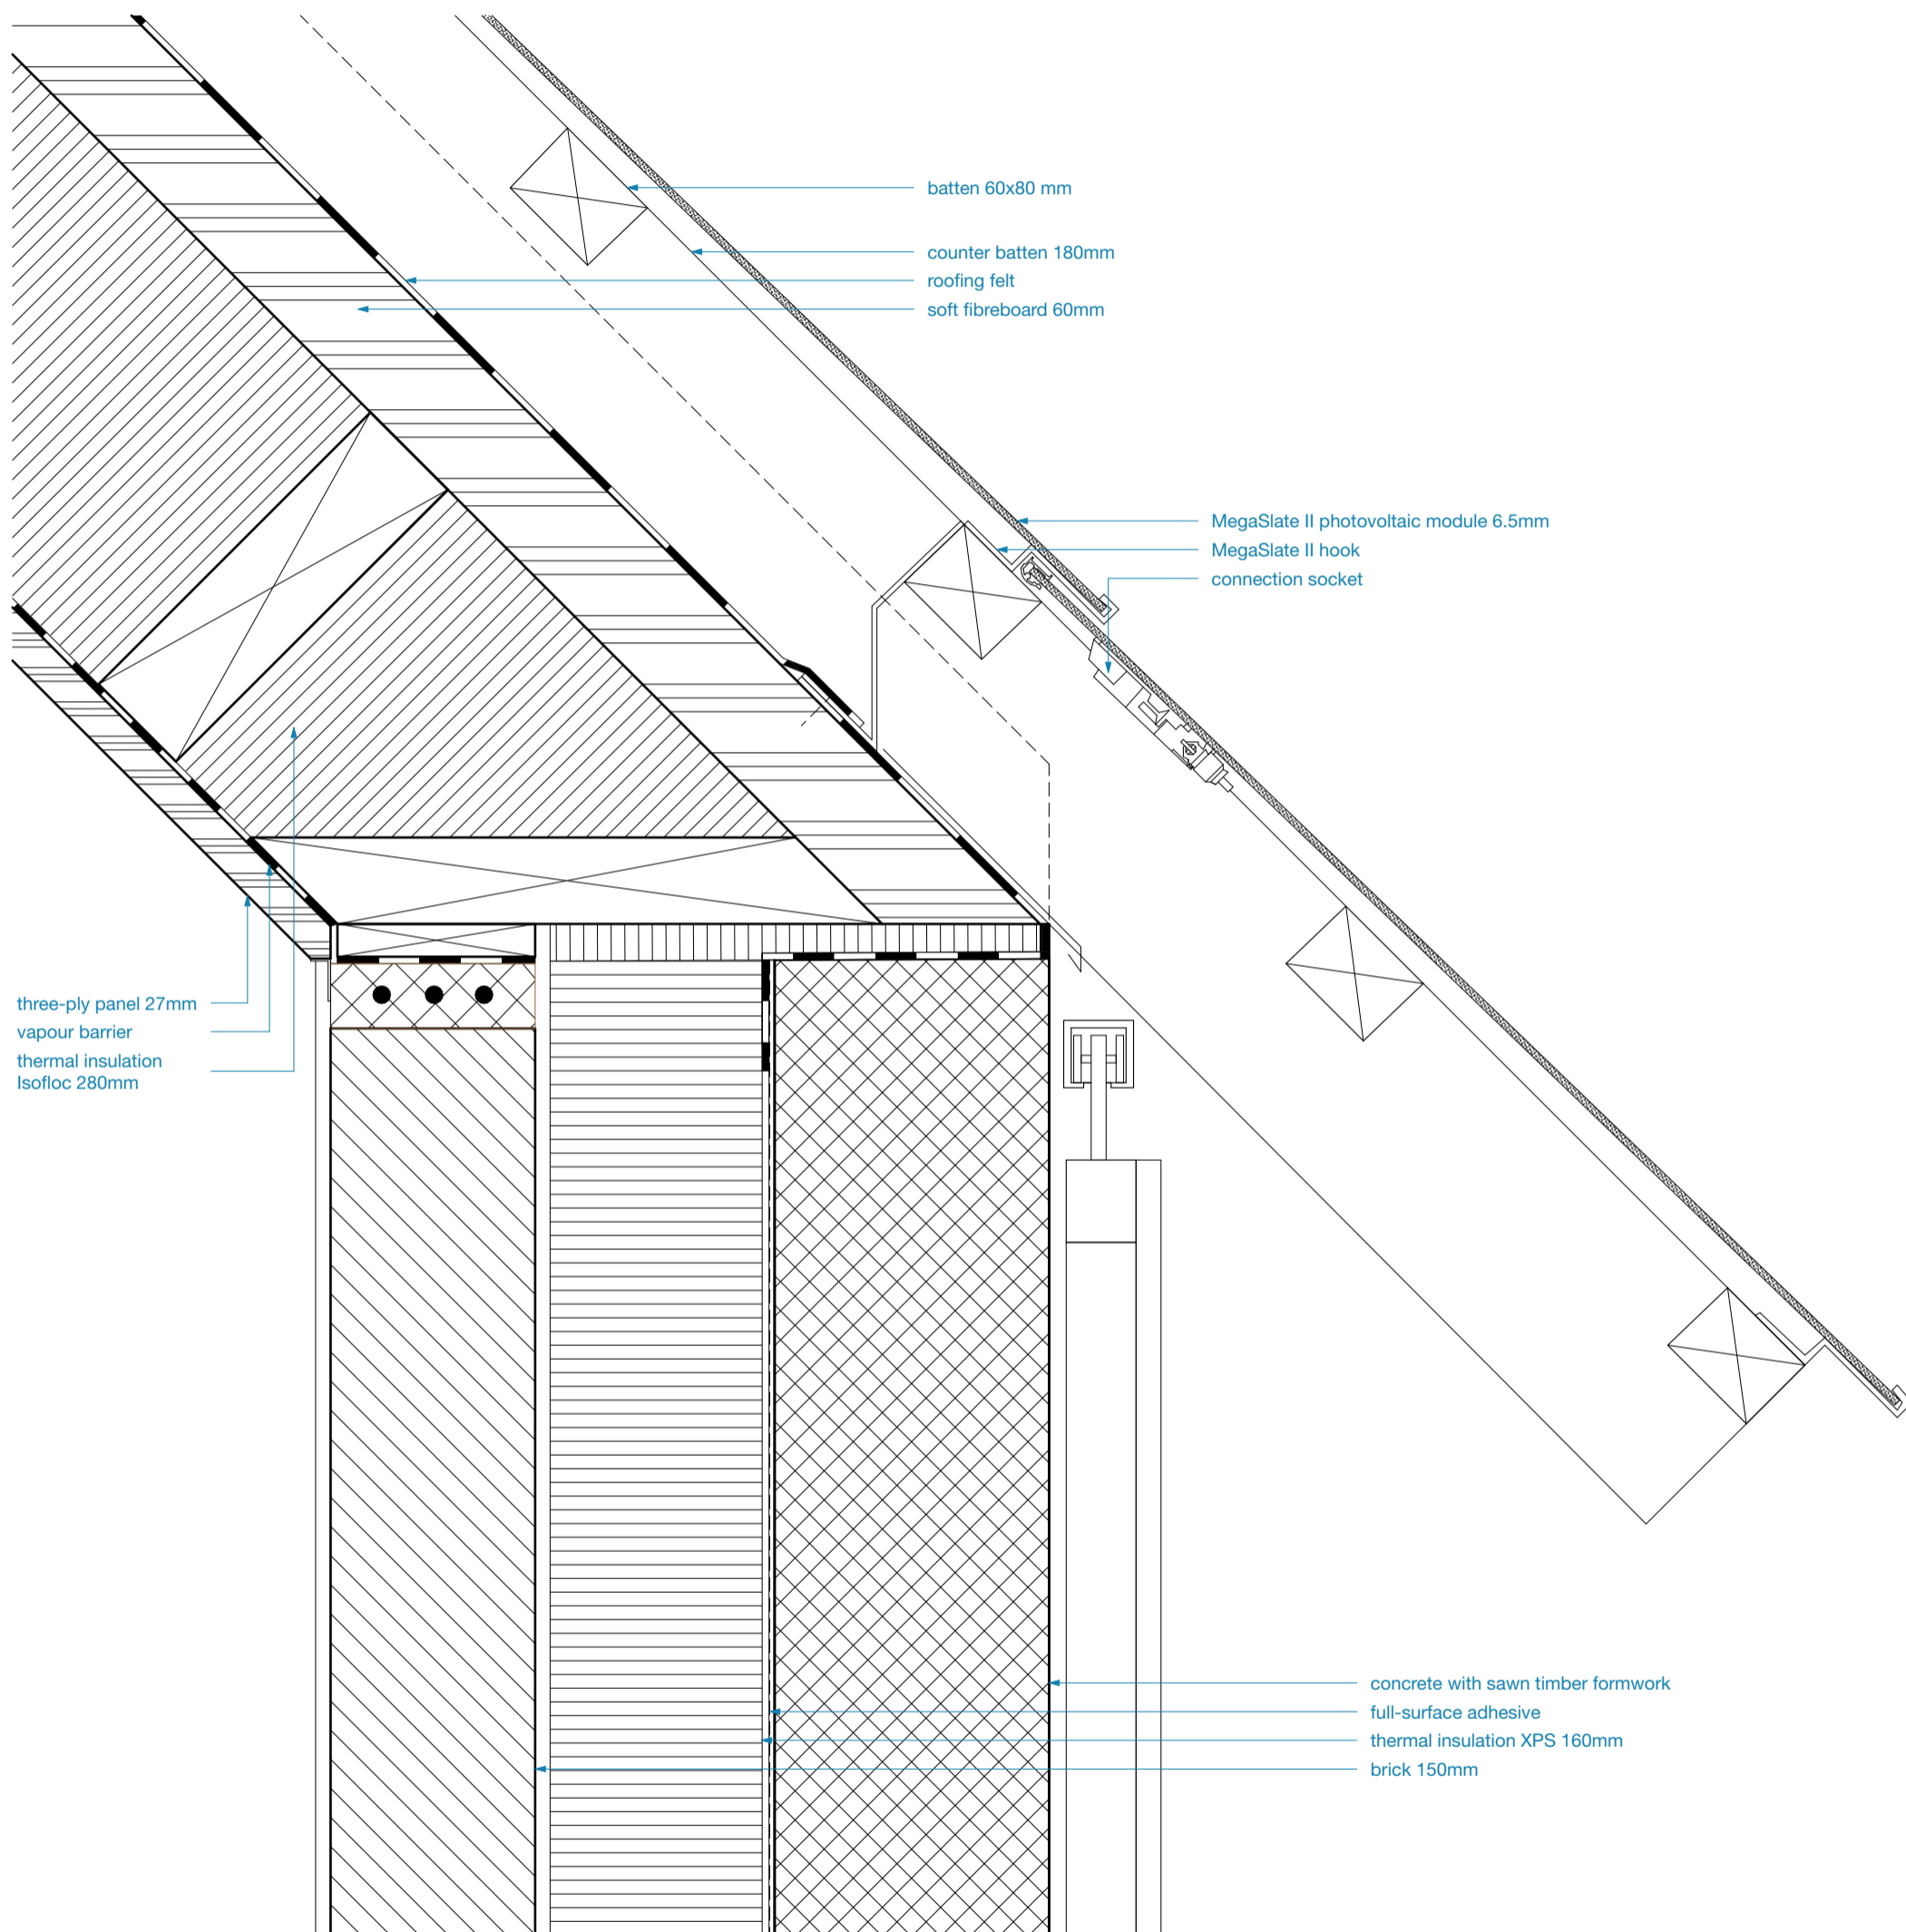 batten 60x80 mm
counter batten 180mm
roofing felt
soft fibreboard 60mm
MegaSlate II photovoltaic module 6.5mm
MegaSlate II hook
connection socket
three-ply panel 27mm
vapour barrier
thermal insulation
Isofloc 280mm
concrete with sawn timber formwork
full-surface adhesive
thermal insulation XPS 160mm
brick 150mm